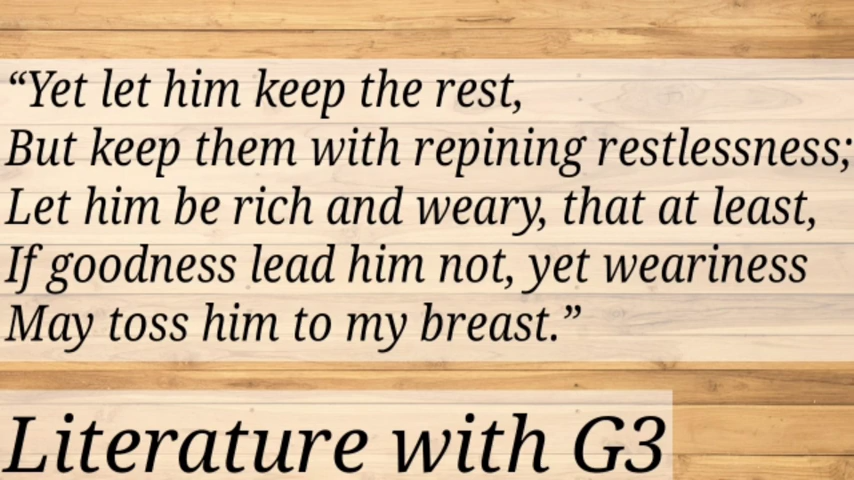 “Yet let him keep the rest,
But keep them with repining restlessness;
Let him be rich and weary, that at least,
If goodness lead him not, yet weariness
May toss him to my breast.”
Literature with G3